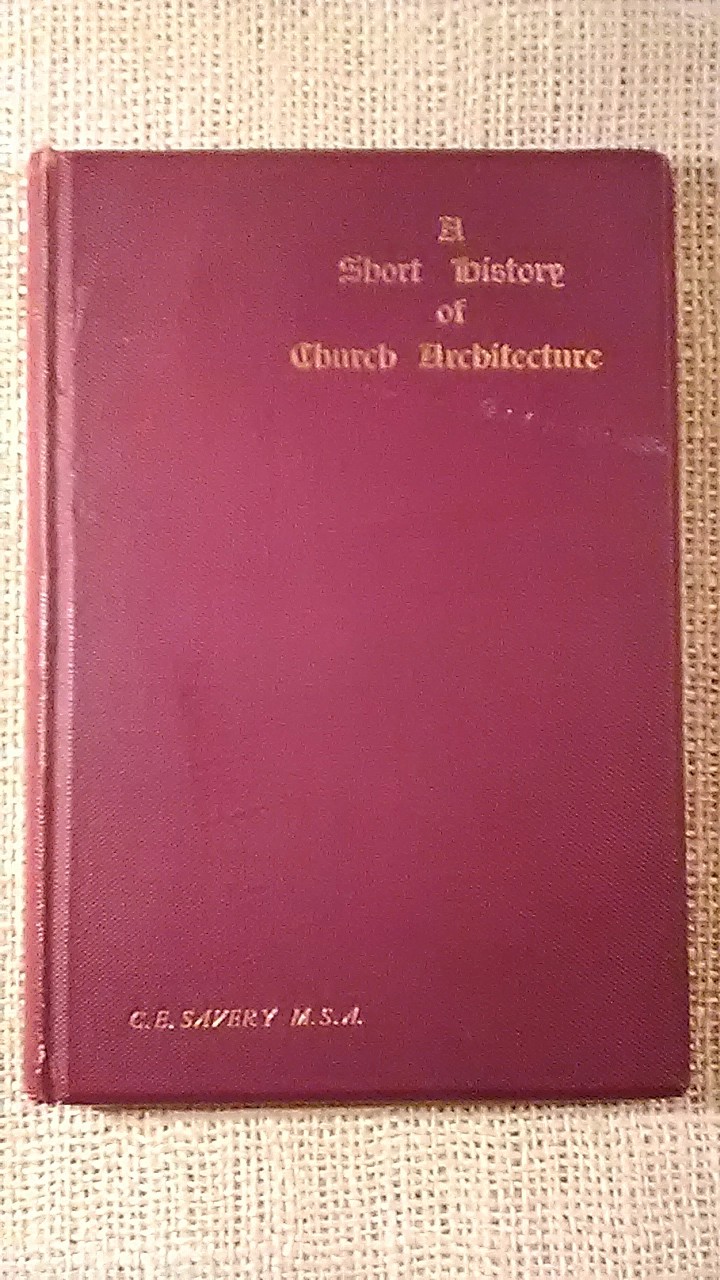 A
Short History
of
Church Architecture
C.E. SAVERY M.S.A.